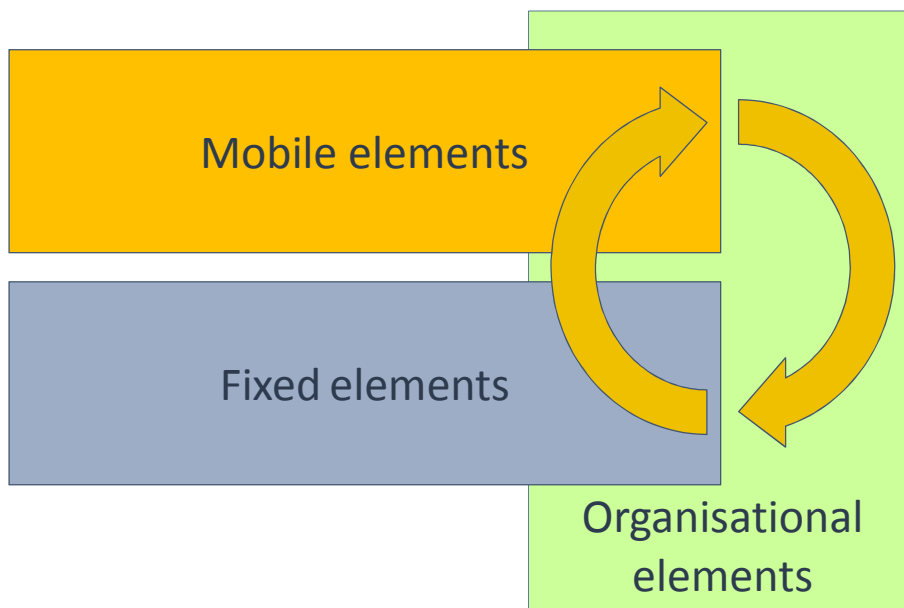 Mobile elements
Fixed elements
Organisational
elements